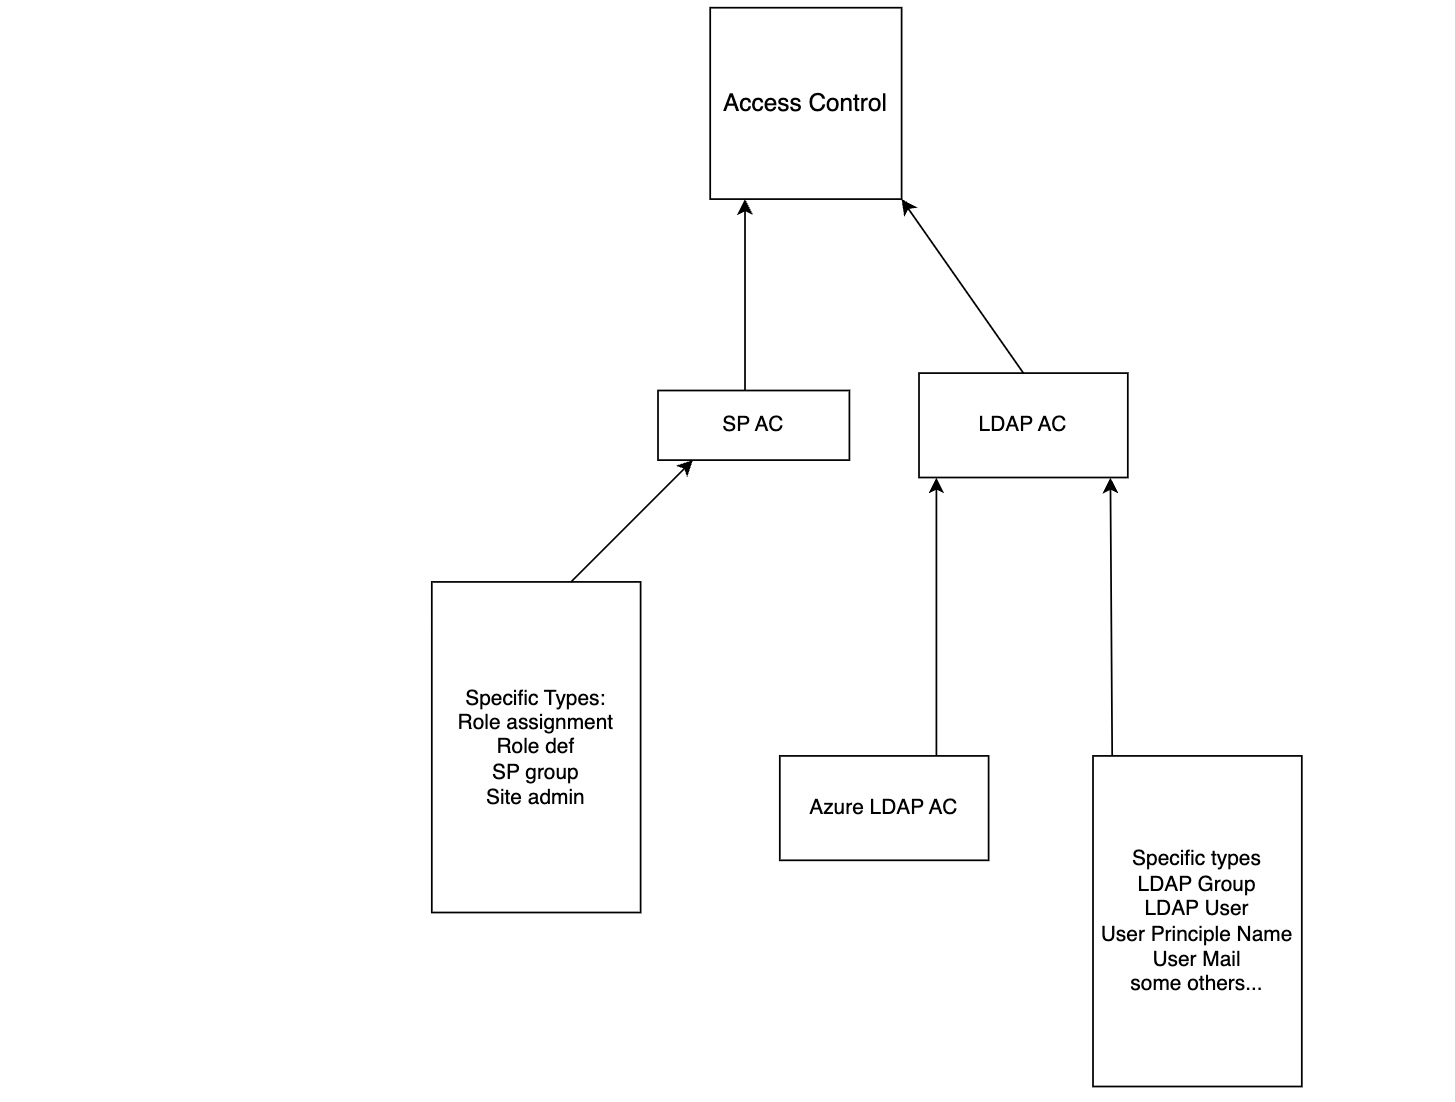 Access Control
SP AC
LDAP AC
Specific Types:
Role assignment
Role def
SP group
Site admin
Azure LDAP AC
Specific types
LDAP Group
LDAP User
User Principle Name
User Mail
some others...